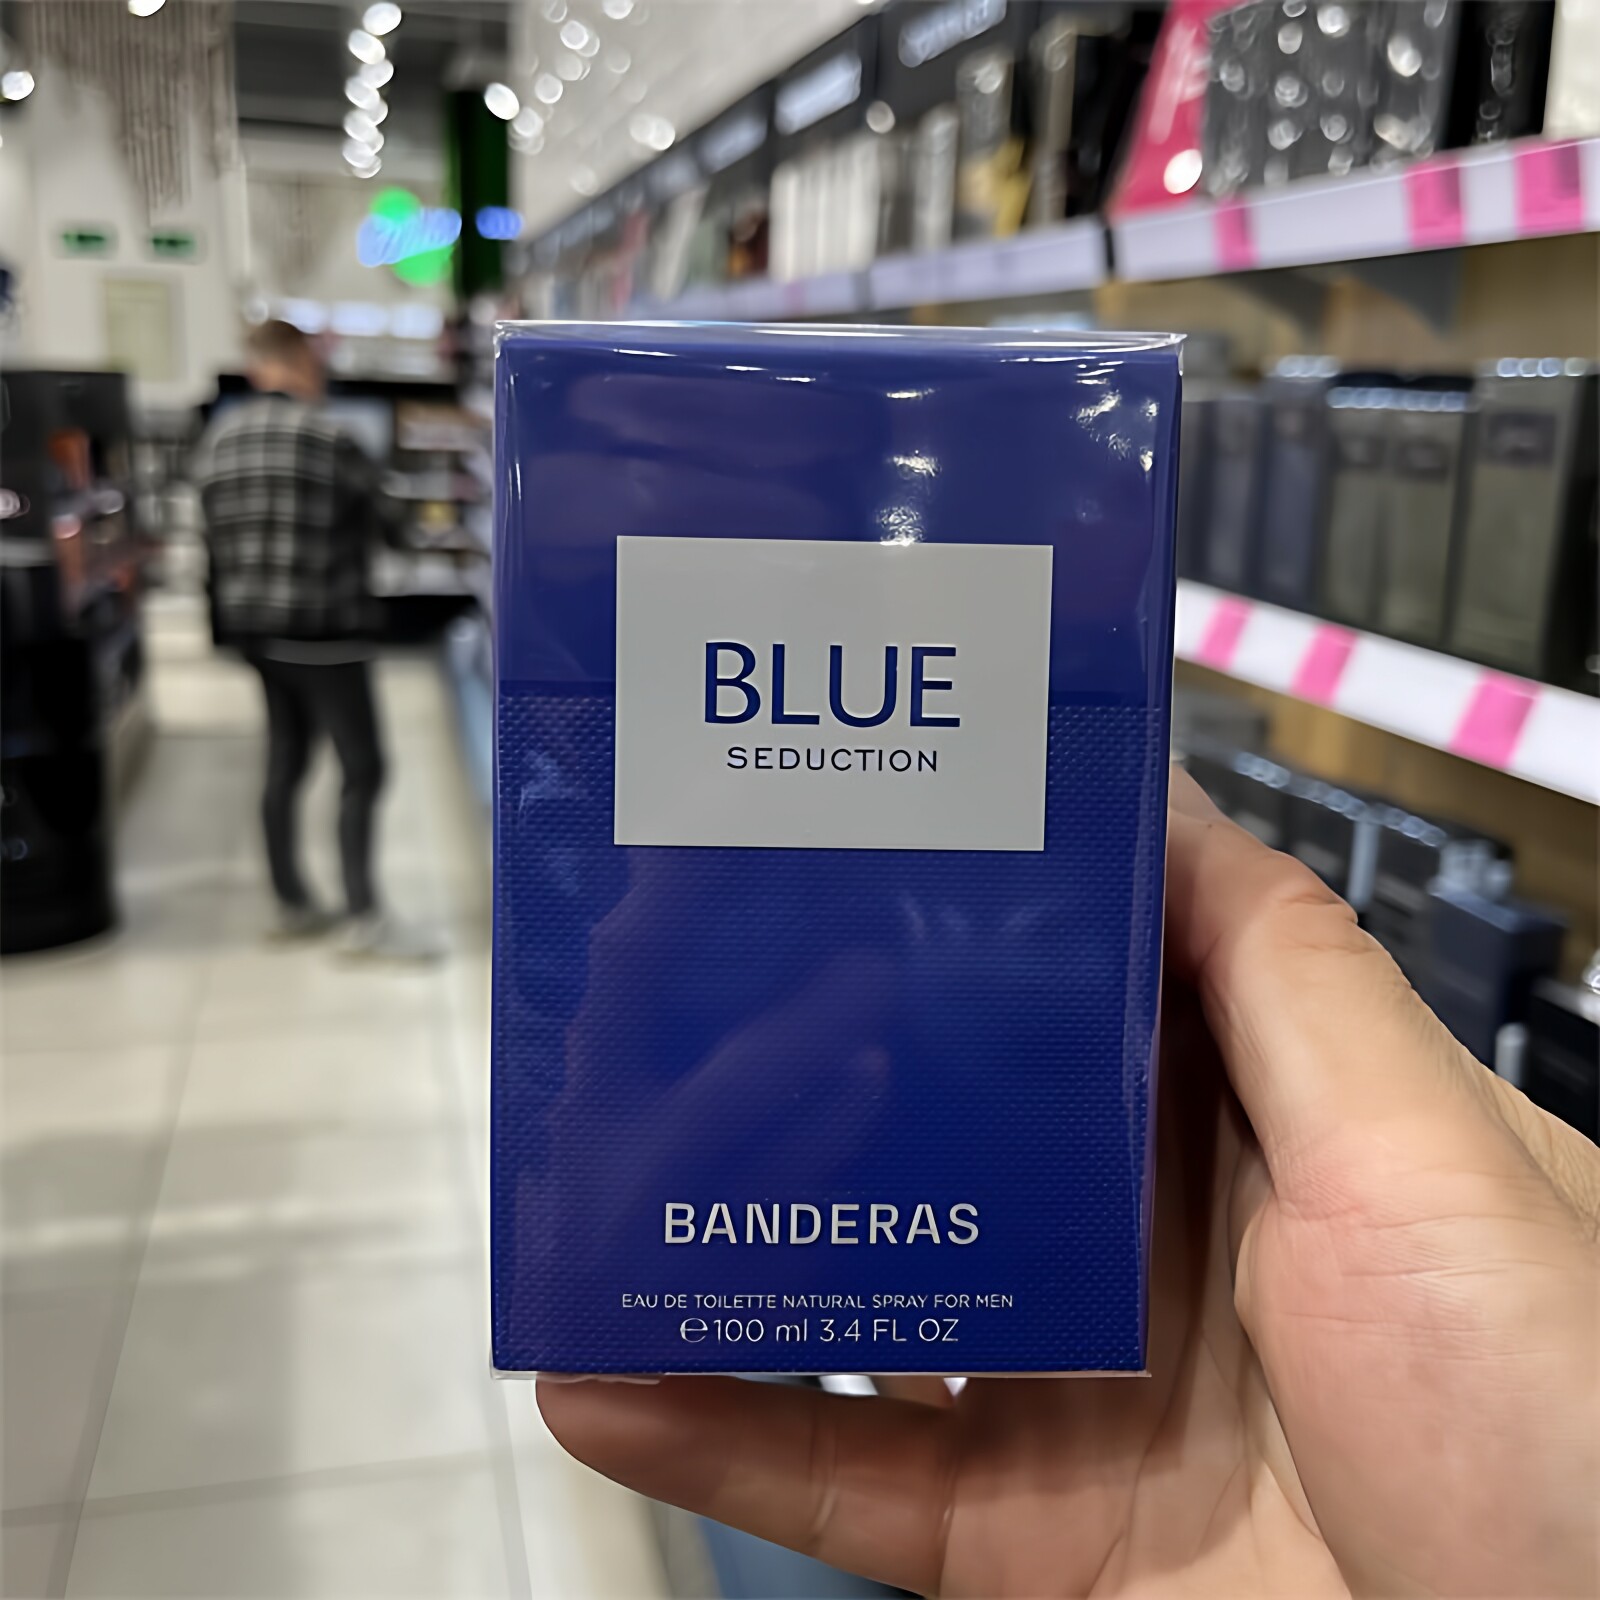 BLUE
SEDUCTION
BANDERAS
EAU DE TOILETTE NATURAL SPRAY FOR MEN
℮100 ml 3.4 FL OZ